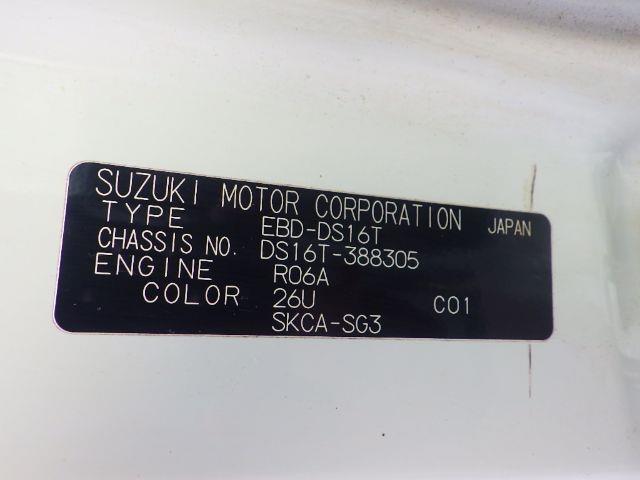 SUZUKI MOTOR CORPORATION JAPAN
TYPE EBD-DS16T
CHASSIS NO. DS16T-388305
ENGINE R06A
COLOR 26U C01
SKCA-SG3